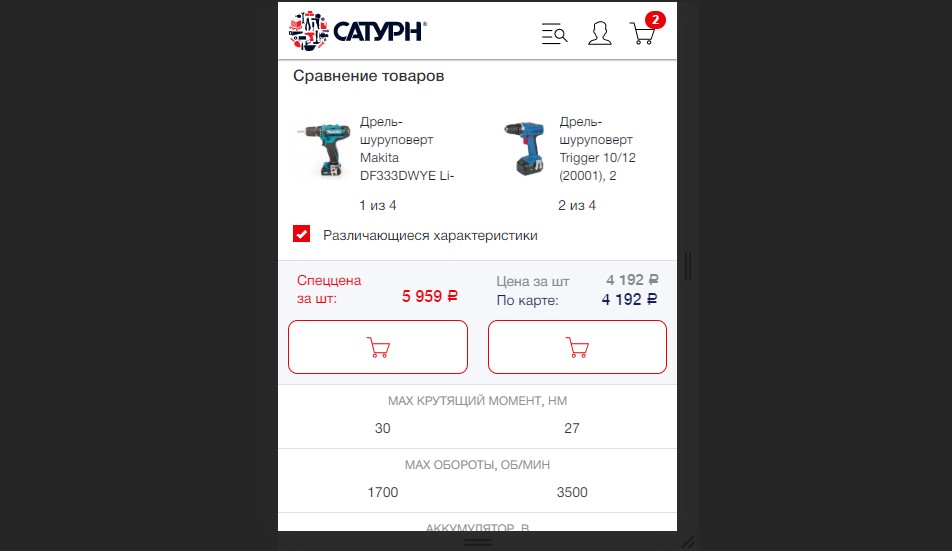 САТУРН®
2
Сравнение товаров
Дрель-
шуруповерт
Makita
DF333DWYE Li-
1 из 4
Дрель-
шуруповерт
Trigger 10/12
(20001), 2
2 из 4
Различающиеся характеристики
Спеццена
за шт:
5 959 ₽
Цена за шт
4 192 ₽
По карте:
4 192 ₽
MAX КРУТЯЩИЙ МОМЕНТ, НМ
30
27
MAX ОБОРОТЫ, ОБ/МИН
1700
3500
АККУМУЛЯТОР, В